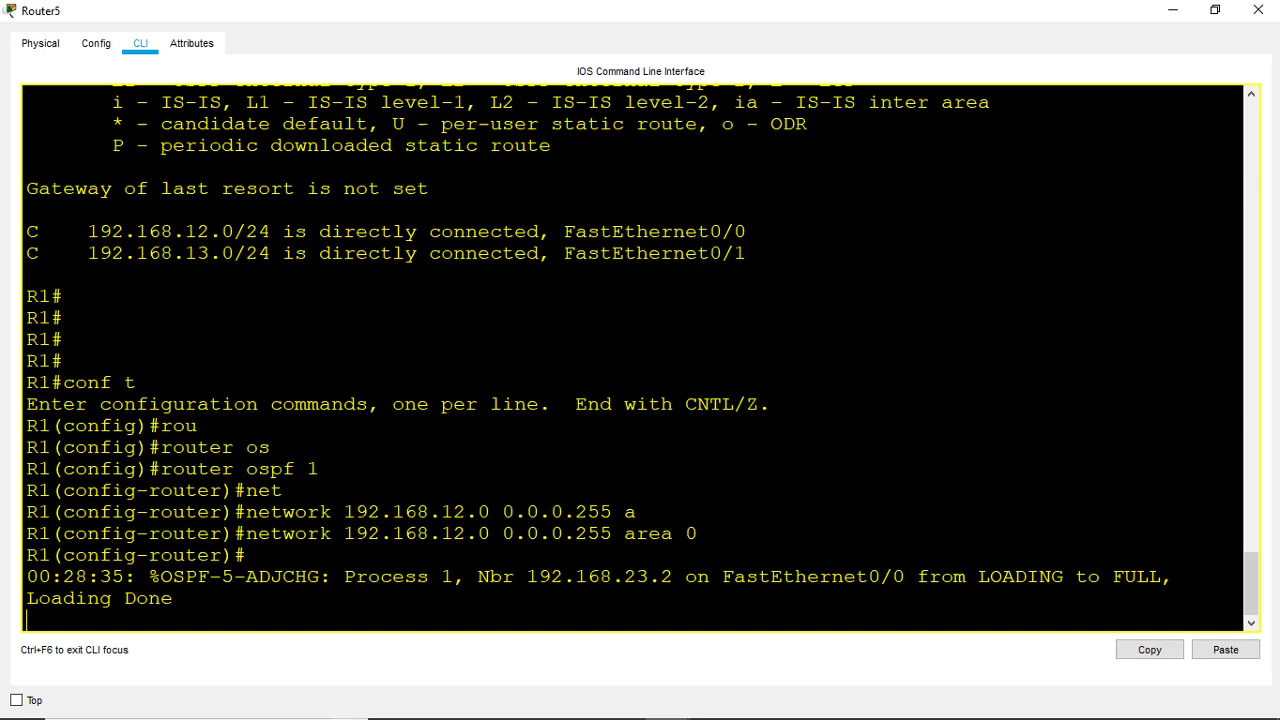 Router5
Physical Config CLI Attributes
IOS Command Line Interface
i - IS-IS, L1 - IS-IS level-1, L2 - IS-IS level-2, ia - IS-IS inter area
* - candidate default, U - per-user static route, o - ODR
P - periodic downloaded static route
Gateway of last resort is not set
C 192.168.12.0/24 is directly connected, FastEthernet0/0
C 192.168.13.0/24 is directly connected, FastEthernet0/1
R1#
R1#
R1#
R1#
R1#conf t
Enter configuration commands, one per line. End with CNTL/Z.
R1(config)#rou
R1(config)#router os
R1(config)#router ospf 1
R1(config-router)#net
R1(config-router)#network 192.168.12.0 0.0.0.255 a
R1(config-router)#network 192.168.12.0 0.0.0.255 area 0
R1(config-router)#
00:28:35: %OSPF-5-ADJCHG: Process 1, Nbr 192.168.23.2 on FastEthernet0/0 from LOADING to FULL,
Loading Done
Ctrl+F6 to exit CLI focus
Copy Paste
Top